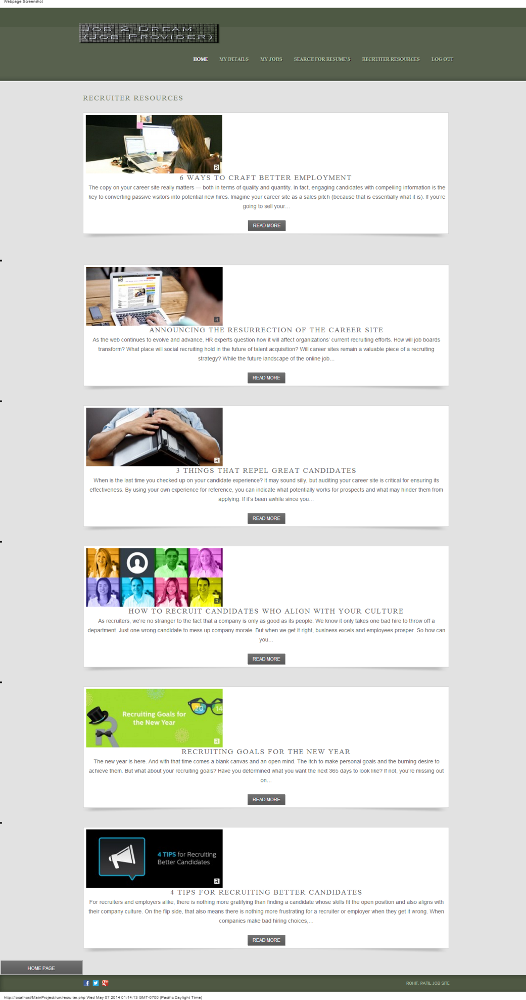 Webpage Screenshot
Job 2 Dream
(Job Provider)
HOME MY DETAILS MY JOBS SEARCH FOR RESUME'S RECRUITER RESOURCES LOG OUT
RECRUITER RESOURCES
R
6 WAYS TO CRAFT BETTER EMPLOYMENT
The copy on your career site really matters — both in terms of quality and quantity. In fact, engaging candidates with compelling information is the
key to converting passive visitors into potential new hires. Imagine your career site as a sales pitch (because that is essentially what it is). If you're
going to sell your…
READ MORE
kid
R
ANNOUNCING THE RESURRECTION OF THE CAREER SITE
As the web continues to evolve and advance, HR experts question how it will affect organizations' current recruiting efforts. How will job boards
transform? What place will social recruiting hold in the future of talent acquisition? Will career sites remain a valuable piece of a recruiting
strategy? While the future landscape of the online job…
READ MORE
R
3 THINGS THAT REPEL GREAT CANDIDATES
When is the last time you checked up on your candidate experience? It may sound silly, but auditing your career site is critical for ensuring its
effectiveness. By using your own experience for reference, you can indicate what potentially works for prospects and what may hinder them from
applying. If it's been awhile since you…
READ MORE
R
HOW TO RECRUIT CANDIDATES WHO ALIGN WITH YOUR CULTURE
As recruiters, we're no stranger to the fact that a company is only as good as its people. We know it only takes one bad hire to throw off a
department. Just one wrong candidate to mess up company morale. But when we get it right, business excels and employees prosper. So how can
you…
READ MORE
20 14
Recruiting Goals for
the New Year
R
R
RECRUITING GOALS FOR THE NEW YEAR
The new year is here. And with that time comes a blank canvas and an open mind. The itch to make personal goals and the burning desire to
achieve them. But what about your recruiting goals? Have you determined what you want the next 365 days to look like? If not, you're missing out
on…
READ MORE
4 TIPS for Recruiting
Better Candidates
R
4 TIPS FOR RECRUITING BETTER CANDIDATES
For recruiters and employers alike, there is nothing more gratifying than finding a candidate whose skills fit the open position and also aligns with
their company culture. On the flip side, that also means there is nothing more frustrating for a recruiter or employer when they get it wrong. When
companies make bad hiring choices,…
READ MORE
HOME PAGE
ROHIT. PATIL JOB SITE
http://localhost/MainProject/run/recruiter.php Wed May 07 2014 01:14:13 GMT-0700 (Pacific Daylight Time)